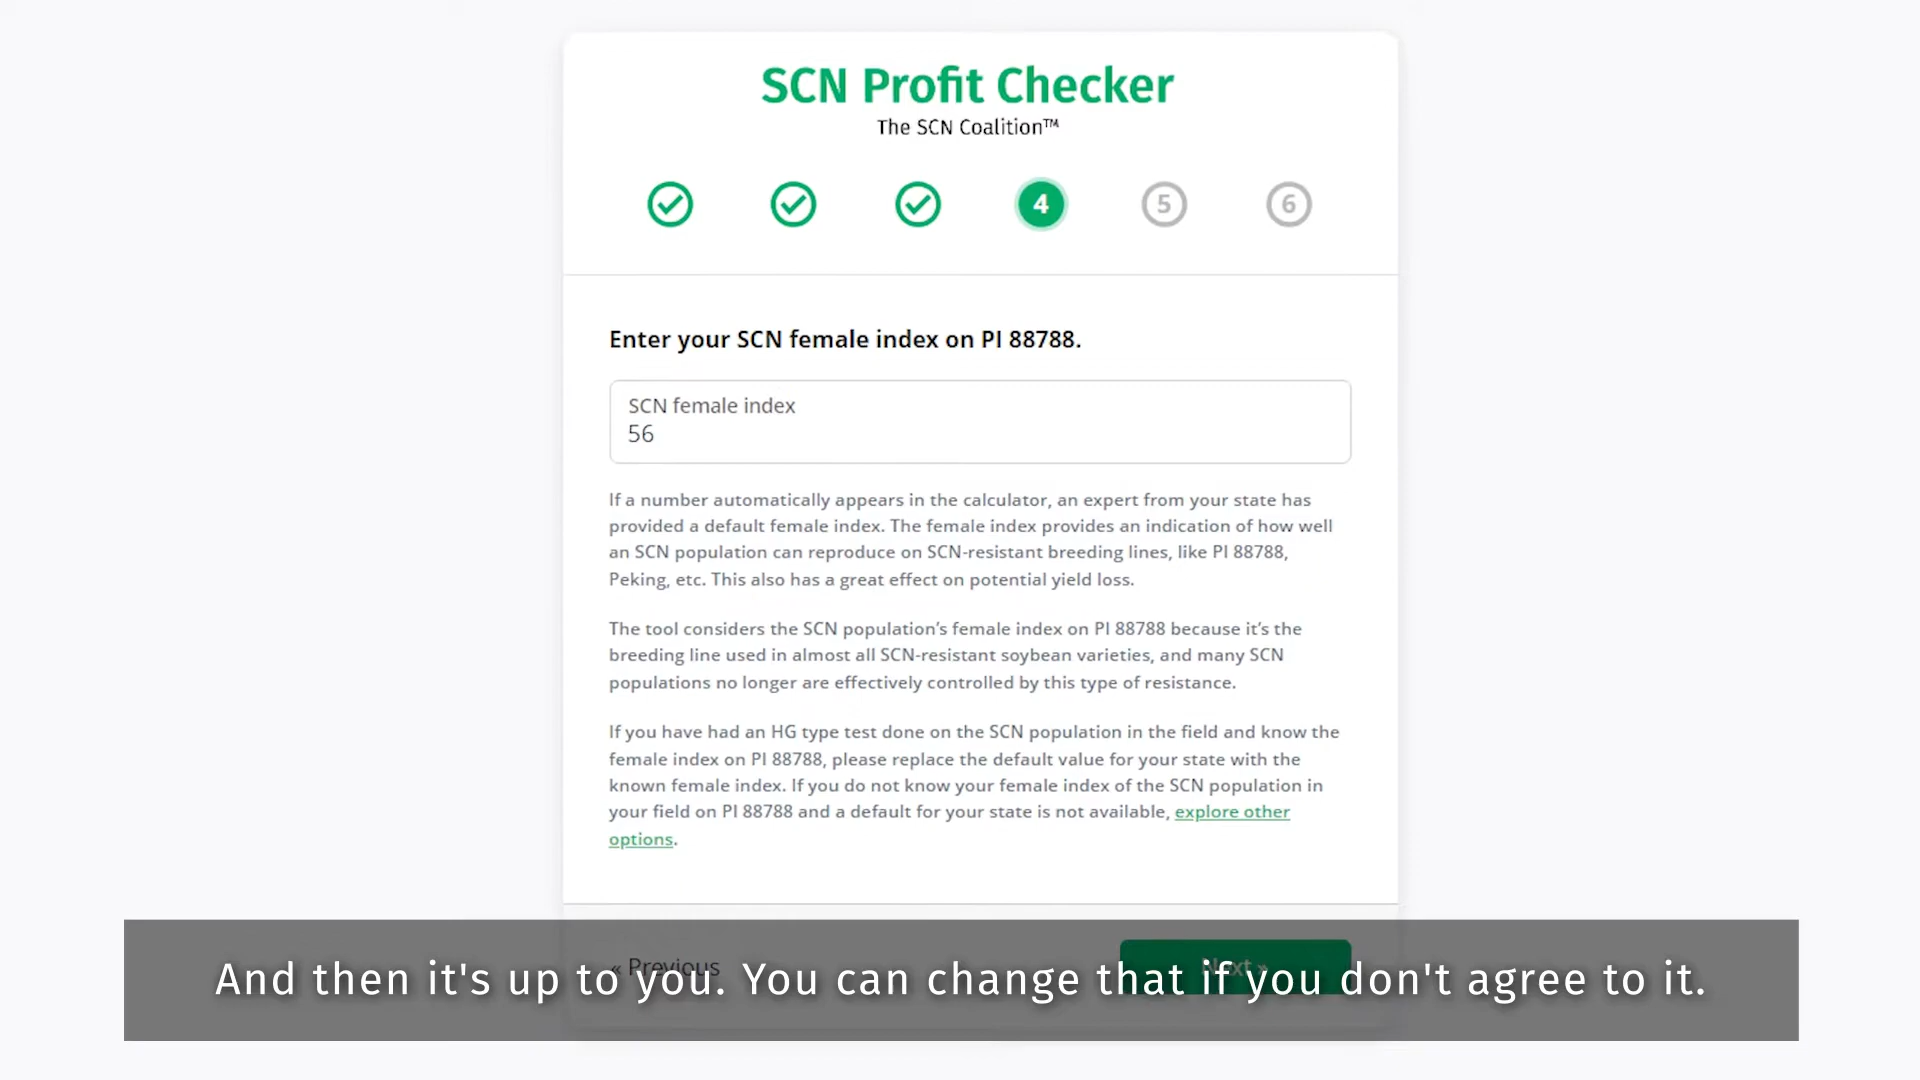 SCN Profit Checker
The SCN Coalition™
4
5
6
Enter your SCN female index on PI 88788.
SCN female index
56
If a number automatically appears in the calculator, an expert from your state has
provided a default female index. The female index provides an indication of how well
an SCN population can reproduce on SCN-resistant breeding lines, like PI 88788,
Peking, etc. This also has a great effect on potential yield loss.
The tool considers the SCN population's female index on PI 88788 because it's the
breeding line used in almost all SCN-resistant soybean varieties, and many SCN
populations no longer are effectively controlled by this type of resistance.
If you have had an HG type test done on the SCN population in the field and know the
female index on PI 88788, please replace the default value for your state with the
known female index. If you do not know your female index of the SCN population in
your field on PI 88788 and a default for your state is not available, explore other
options.
« Previous
Next »
And then it's up to you. You can change that if you don't agree to it.